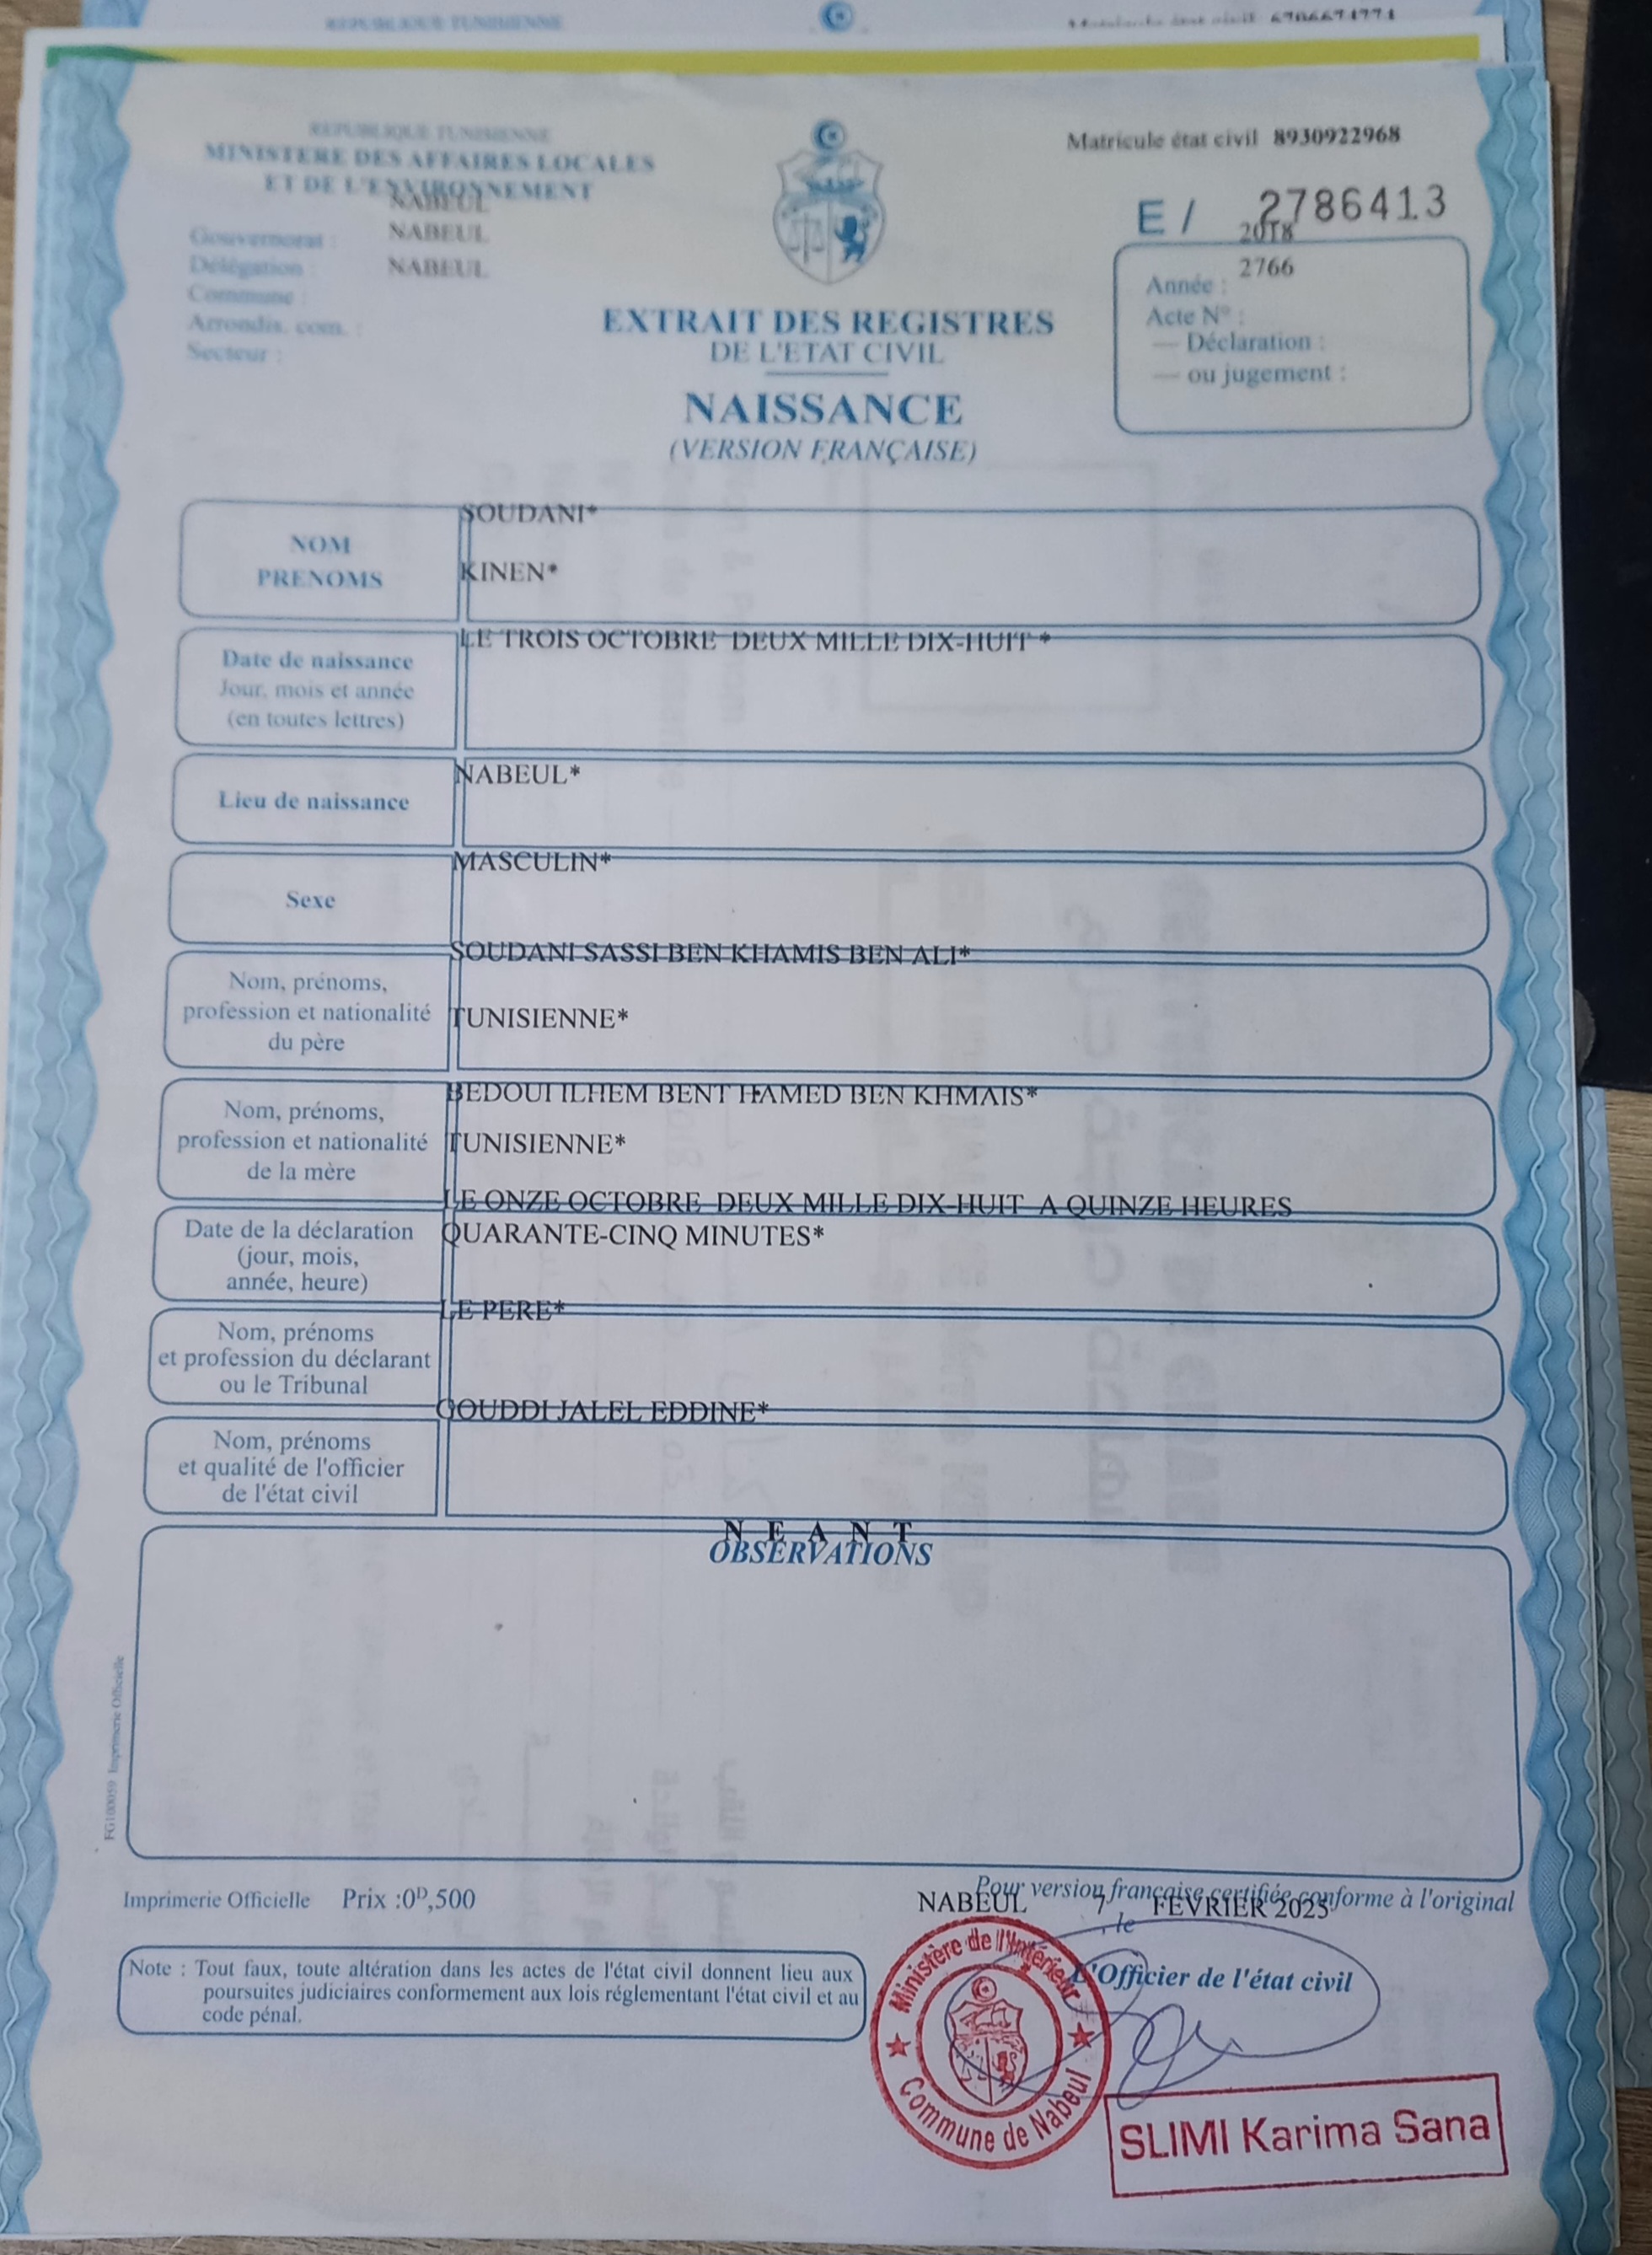 REPUBLIQUE TUNISIENNE
REPUBLIQUE TUNISIENNE
MINISTERE DES AFFAIRES LOCALES
ET DE L'ENVIRONNEMENT
NABEUL
Gouvernorat : NABEUL
Délégation : NABEUL
Commune :
Arrondis. com. :
Secteur :
Matricule état civil 8930922968
E / 2786413
2018
2766
Année :
Acte N° :
— Déclaration :
— ou jugement :
EXTRAIT DES REGISTRES
DE L'ETAT CIVIL
NAISSANCE
(VERSION FRANÇAISE)
SOUDANI*
NOM
PRENOMS
KINEN*
LE TROIS OCTOBRE DEUX MILLE DIX-HUIT *
Date de naissance
Jour, mois et année
(en toutes lettres)
NABEUL*
Lieu de naissance
MASCULIN*
Sexe
SOUDANI SASSI BEN KHAMIS BEN ALI*
Nom, prénoms,
profession et nationalité
du père
TUNISIENNE*
BEDOUI ILHEM BENT HAMED BEN KHMAIS*
Nom, prénoms,
profession et nationalité
de la mère
TUNISIENNE*
LE ONZE OCTOBRE DEUX MILLE DIX-HUIT A QUINZE HEURES
QUARANTE-CINQ MINUTES*
Date de la déclaration
(jour, mois,
année, heure)
LE PERE*
Nom, prénoms
et profession du déclarant
ou le Tribunal
GOUDDI JALEL EDDINE*
Nom, prénoms
et qualité de l'officier
de l'état civil
N E A N T
OBSERVATIONS
FG100059 Imprimerie Officielle
Imprimerie Officielle Prix :0ᴰ,500
Pour version française certifiée conforme à l'original
NABEUL 7 FEVRIER 2025
, le
L'Officier de l'état civil
Note : Tout faux, toute altération dans les actes de l'état civil donnent lieu aux
poursuites judiciaires conformement aux lois réglementant l'état civil et au
code pénal.
Ministère de l'Intérieur
Commune de Nabeul
SLIMI Karima Sana